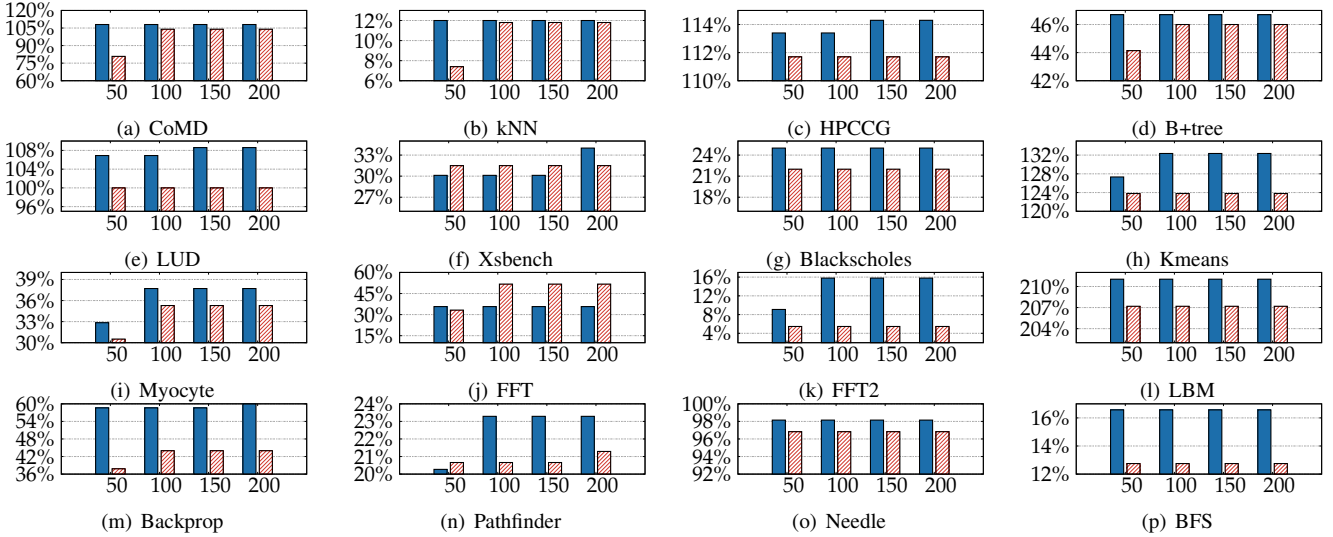 120%
105%
90%
75%
60%
50 100 150 200
(a) CoMD
12%
10%
8%
6%
50 100 150 200
(b) kNN
114%
112%
110%
50 100 150 200
(c) HPCCG
46%
44%
42%
50 100 150 200
(d) B+tree
108%
104%
100%
96%
50 100 150 200
(e) LUD
33%
30%
27%
50 100 150 200
(f) Xsbench
24%
21%
18%
50 100 150 200
(g) Blackscholes
132%
128%
124%
120%
50 100 150 200
(h) Kmeans
39%
36%
33%
30%
50 100 150 200
(i) Myocyte
60%
45%
30%
15%
50 100 150 200
(j) FFT
16%
12%
8%
4%
50 100 150 200
(k) FFT2
210%
207%
204%
50 100 150 200
(l) LBM
60%
54%
48%
42%
36%
50 100 150 200
(m) Backprop
24%
23%
22%
21%
20%
50 100 150 200
(n) Pathfinder
100%
98%
96%
94%
92%
50 100 150 200
(o) Needle
16%
14%
12%
50 100 150 200
(p) BFS